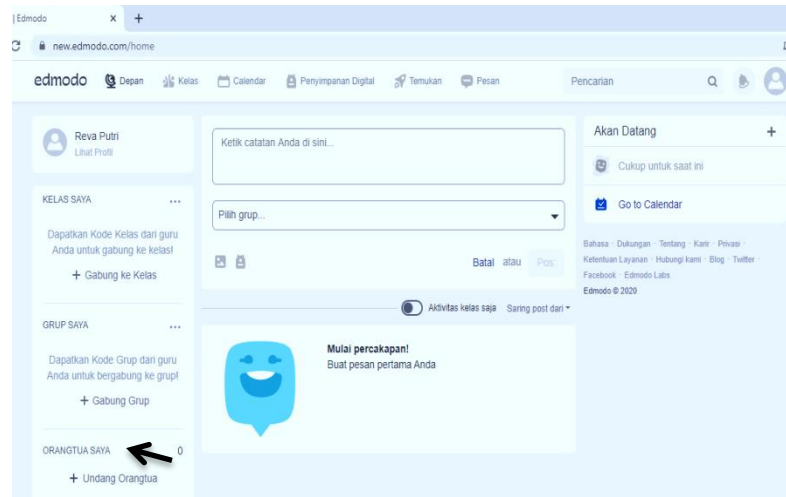 | Edmodo
new.edmodo.com/home
edmodo Depan Kelas Calendar Penyimpanan Digital Temukan Pesan Pencarian
Reva Putri
Lihat Profil
KELAS SAYA
Dapatkan Kode Kelas dari guru
Anda untuk gabung ke kelas!
+ Gabung ke Kelas
GRUP SAYA
Dapatkan Kode Grup dari guru
Anda untuk bergabung ke grup!
+ Gabung Grup
ORANGTUA SAYA 0
+ Undang Orangtua
Ketik catatan Anda di sini...
Pilih grup...
Batal atau Pos
Aktivitas kelas saja Saring post dari
Mulai percakapan!
Buat pesan pertama Anda
Akan Datang +
Cukup untuk saat ini
Go to Calendar
Bahasa · Dukungan · Tentang · Karir · Privasi ·
Ketentuan Layanan · Hubungi kami · Blog · Twitter ·
Facebook · Edmodo Labs
Edmodo © 2020